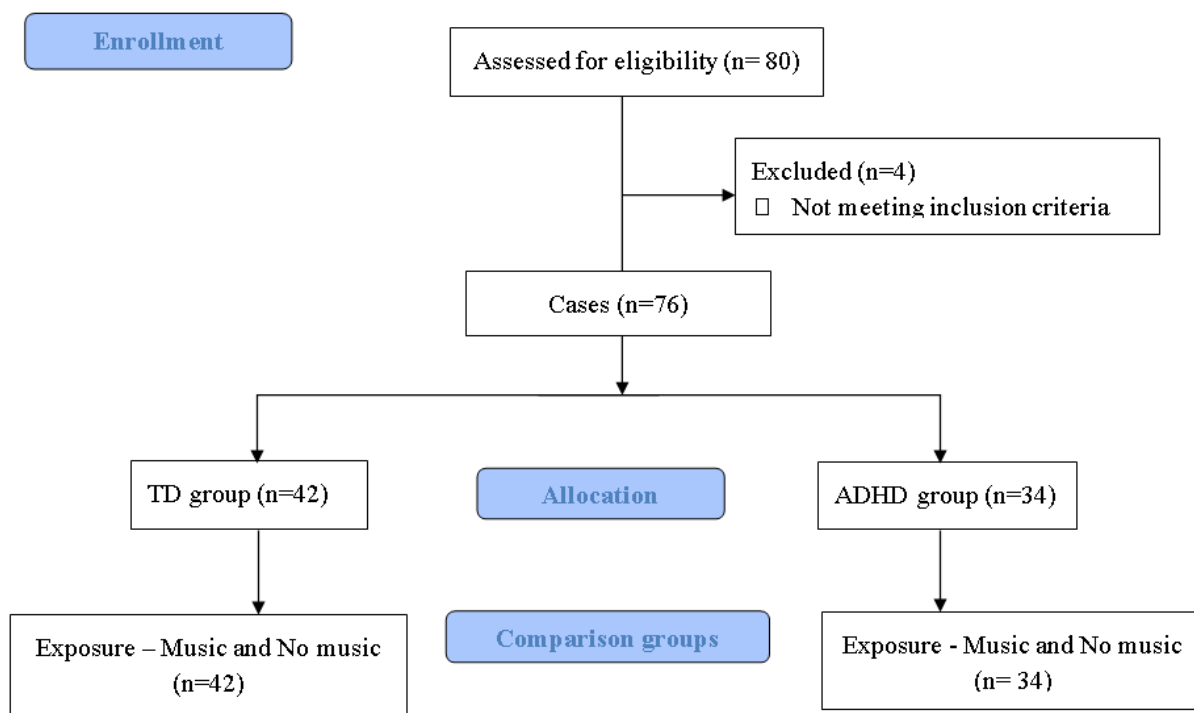 Enrollment
Assessed for eligibility (n= 80)
Excluded (n=4)
□ Not meeting inclusion criteria
Cases (n=76)
TD group (n=42)
Allocation
ADHD group (n=34)
Exposure – Music and No music
(n=42)
Comparison groups
Exposure - Music and No music
(n= 34)